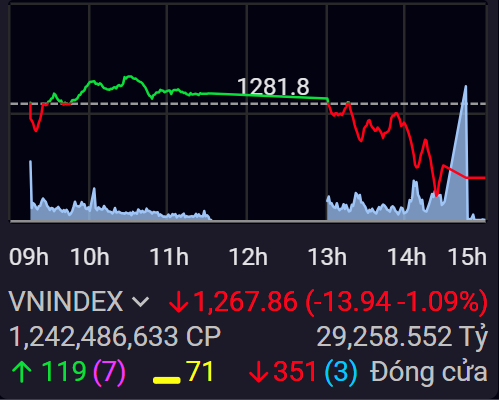 1281.8
09h 10h 11h 12h 13h 14h 15h
VNINDEX ↓1,267.86 (-13.94 -1.09%)
1,242,486,633 CP 29,258.552 Tỷ
↑ 119 (7) 71 ↓351 (3) Đóng cửa